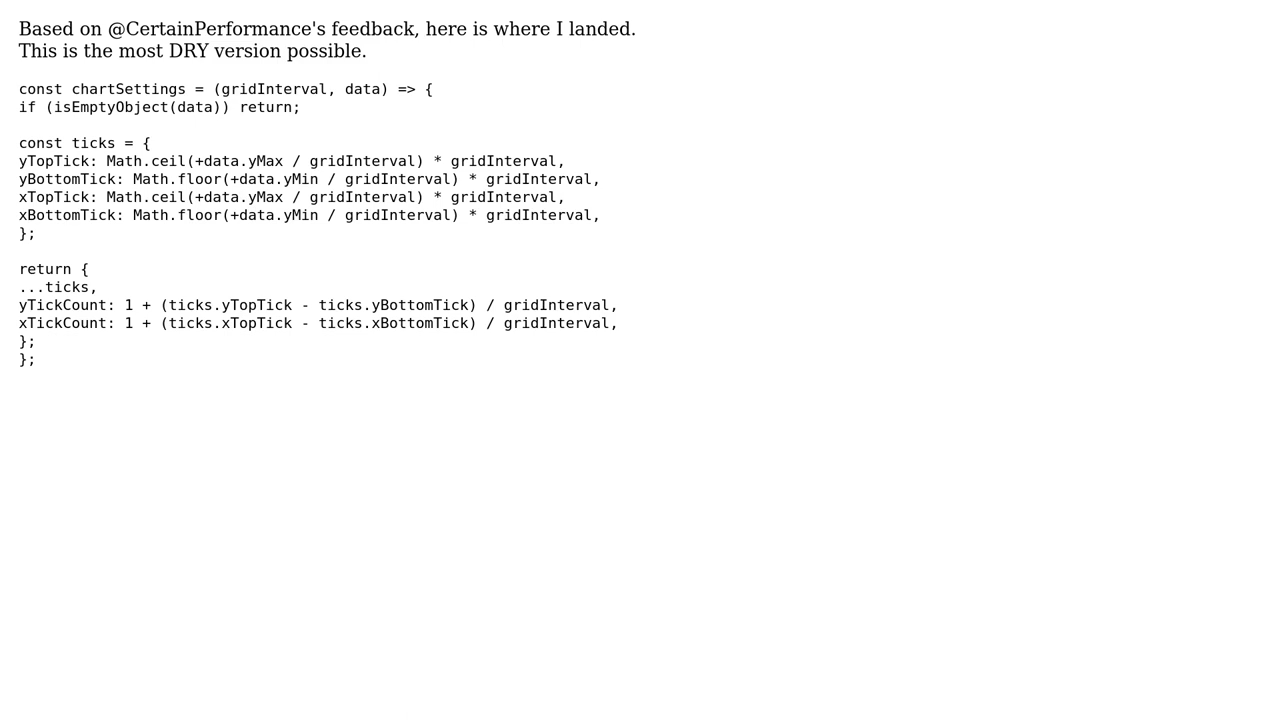 Based on @CertainPerformance's feedback, here is where I landed.
This is the most DRY version possible.
const chartSettings = (gridInterval, data) => {
if (isEmptyObject(data)) return;
const ticks = {
yTopTick: Math.ceil(+data.yMax / gridInterval) * gridInterval,
yBottomTick: Math.floor(+data.yMin / gridInterval) * gridInterval,
xTopTick: Math.ceil(+data.yMax / gridInterval) * gridInterval,
xBottomTick: Math.floor(+data.yMin / gridInterval) * gridInterval,
};
return {
...ticks,
yTickCount: 1 + (ticks.yTopTick - ticks.yBottomTick) / gridInterval,
xTickCount: 1 + (ticks.xTopTick - ticks.xBottomTick) / gridInterval,
};
};